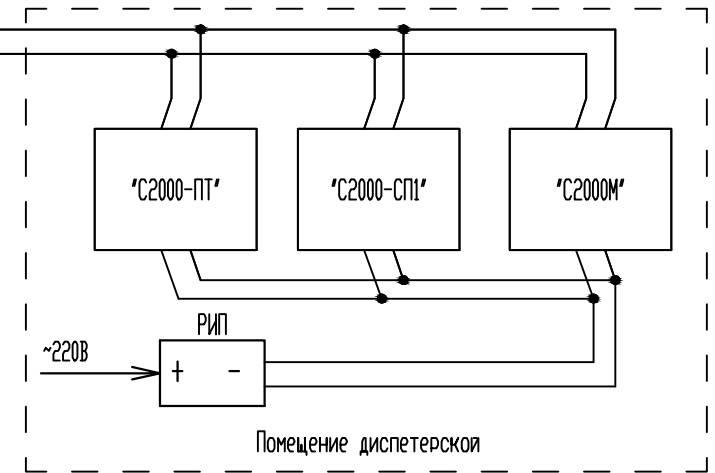 "С2000-ПТ"
"С2000-СП1"
"С2000М"
РИП
~220В
+ -
Помещение диспетерской